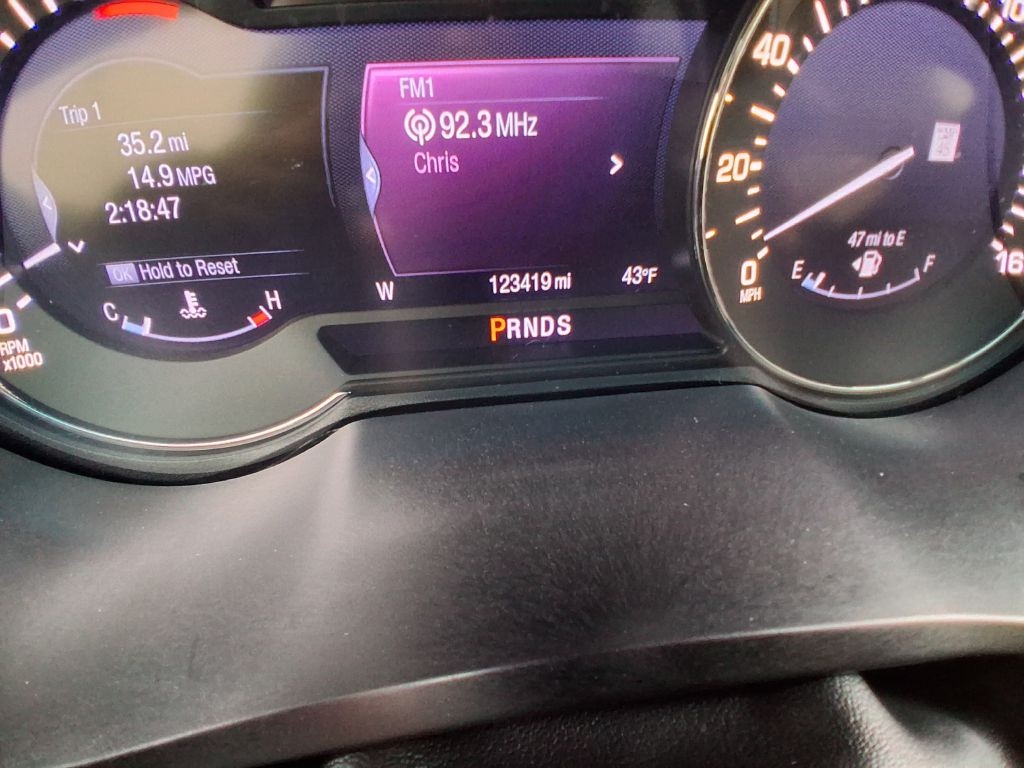 Trip 1
35.2 mi
14.9 MPG
2:18:47
OK Hold to Reset
C H
0
RPM
x1000
FM1
92.3 MHz
Chris
W 123419 mi 43°F
PRNDS
40
20
0
MPH
47 mi to E
E F